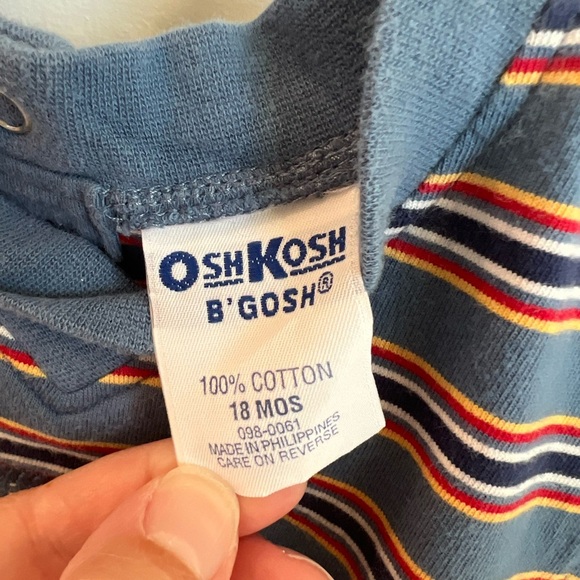 OSHKOSH
B'GOSH®
100% COTTON
18 MOS
098-0061
MADE IN PHILIPPINES
CARE ON REVERSE